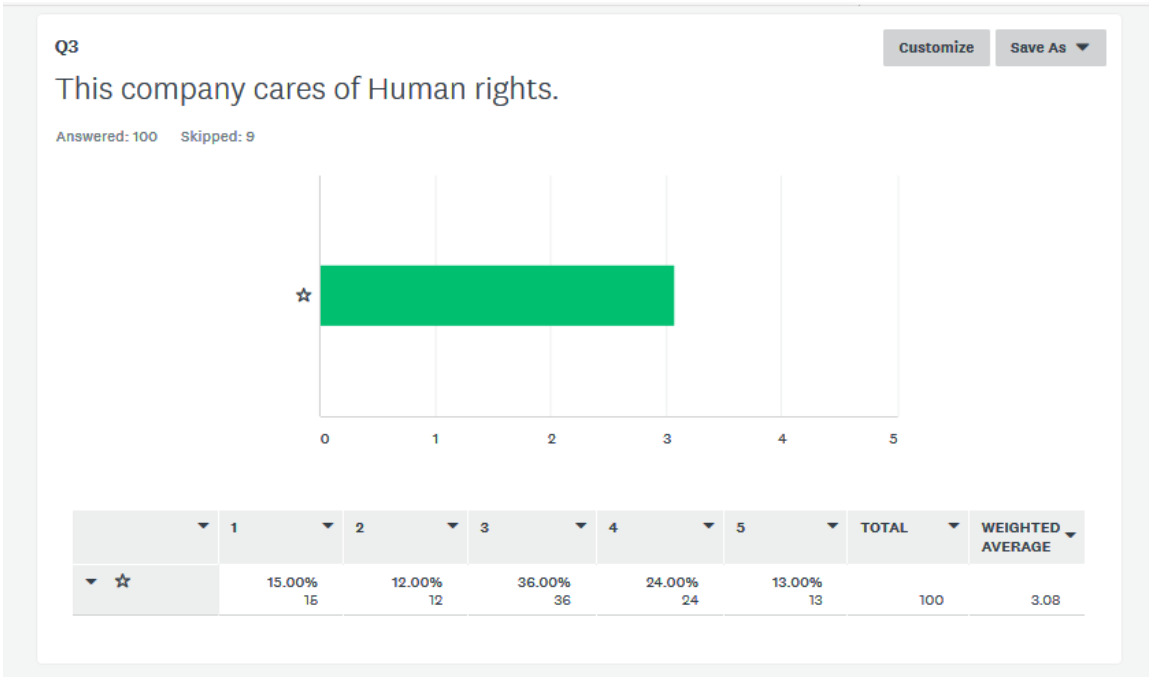 Q3
Customize
Save As
This company cares of Human rights.
Answered: 100 Skipped: 9
0 1 2 3 4 5
1 2 3 4 5 TOTAL WEIGHTED
AVERAGE
15.00% 12.00% 36.00% 24.00% 13.00%
15 12 36 24 13 100 3.08